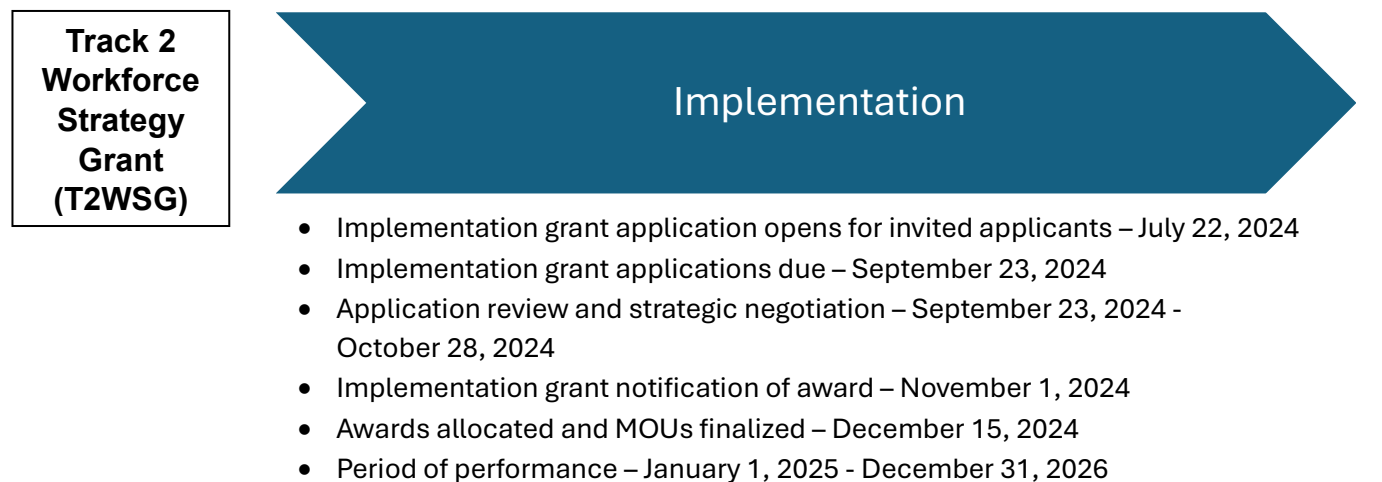 Track 2
Workforce
Strategy
Grant
(T2WSG)
Implementation
• Implementation grant application opens for invited applicants – July 22, 2024
• Implementation grant applications due – September 23, 2024
• Application review and strategic negotiation – September 23, 2024 -
October 28, 2024
• Implementation grant notification of award – November 1, 2024
• Awards allocated and MOUs finalized – December 15, 2024
• Period of performance – January 1, 2025 - December 31, 2026